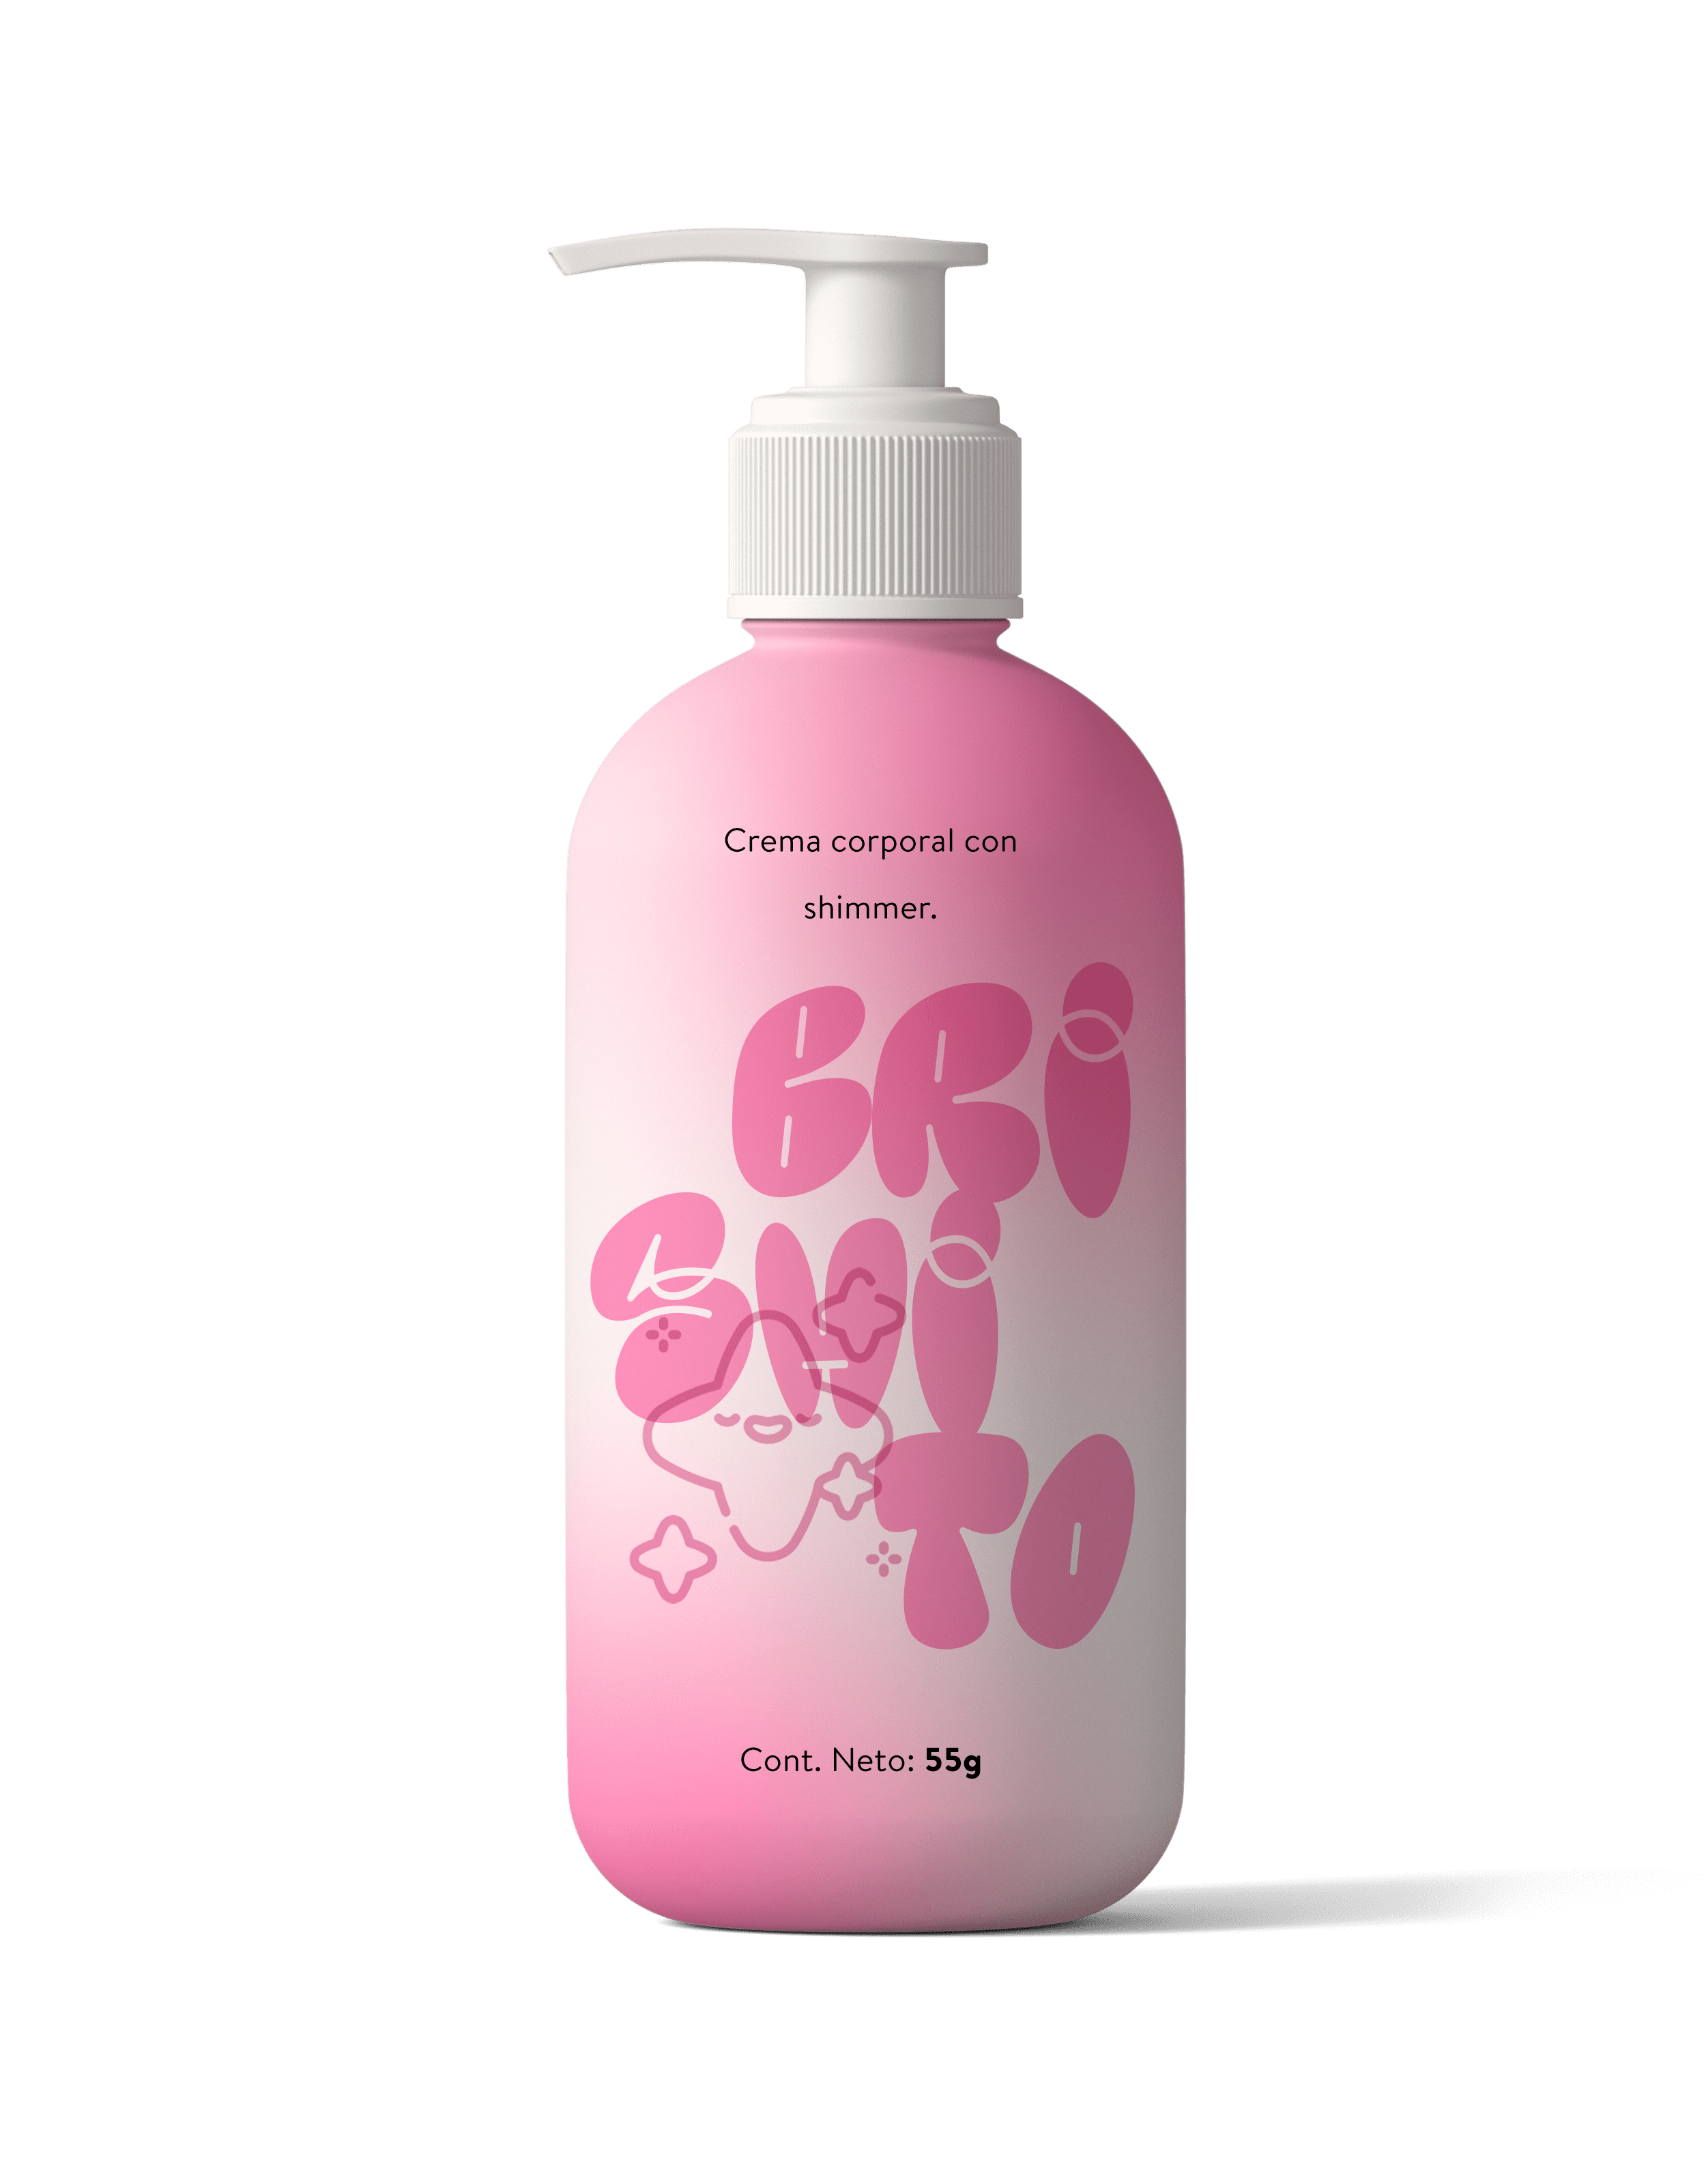 Crema corporal con
shimmer.
BRi
SHi
TO
Cont. Neto: 55g